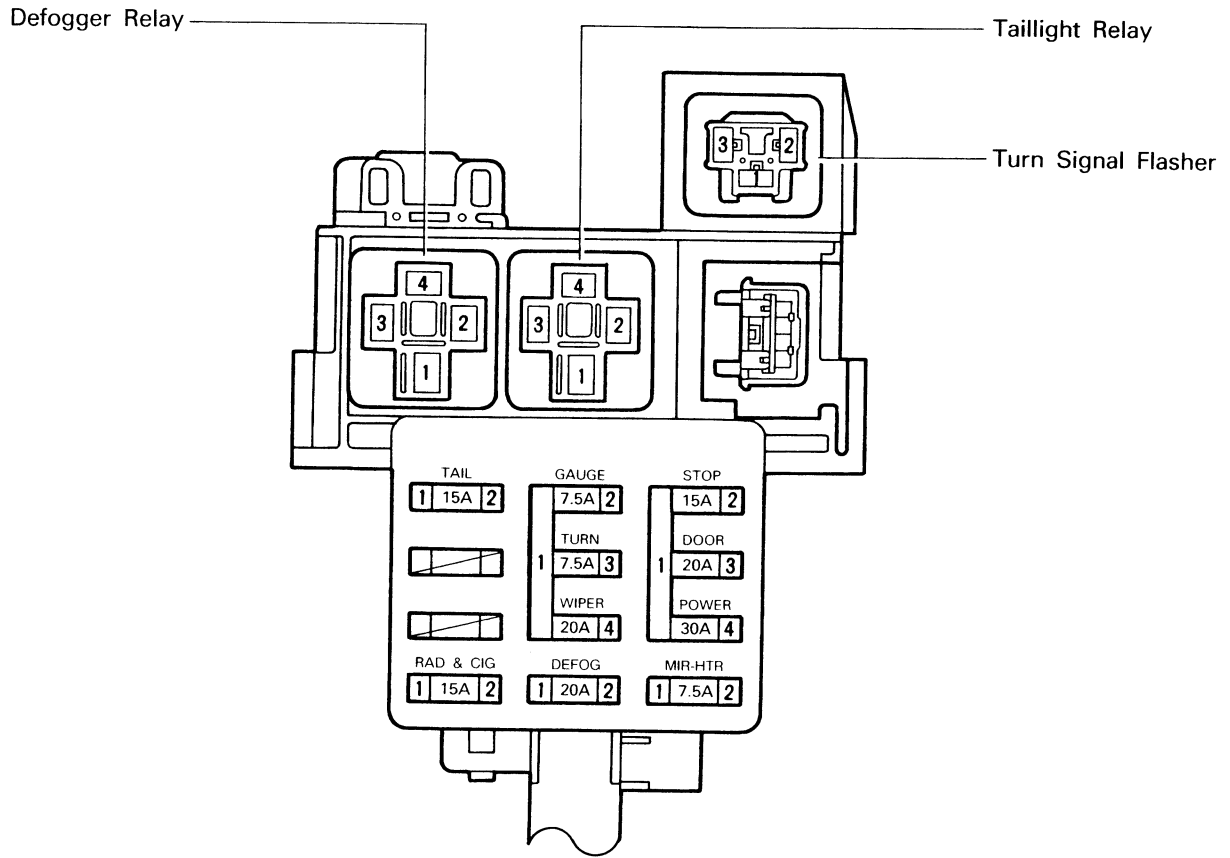 Defogger Relay
Taillight Relay
3 2
1
Turn Signal Flasher
4
3 2
1
4
3 2
1
TAIL
1 15A 2
GAUGE
7.5A 2
TURN
1 7.5A 3
WIPER
20A 4
STOP
15A 2
DOOR
1 20A 3
POWER
30A 4
RAD & CIG
1 15A 2
DEFOG
1 20A 2
MIR-HTR
1 7.5A 2